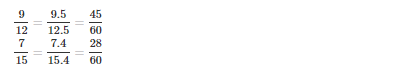 9/12 = 9.5/12.5 = 45/60
7/15 = 7.4/15.4 = 28/60